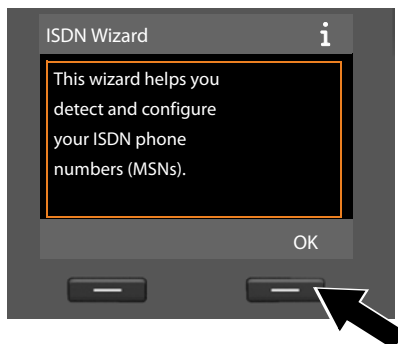 ISDN Wizard i
This wizard helps you
detect and configure
your ISDN phone
numbers (MSNs).
OK